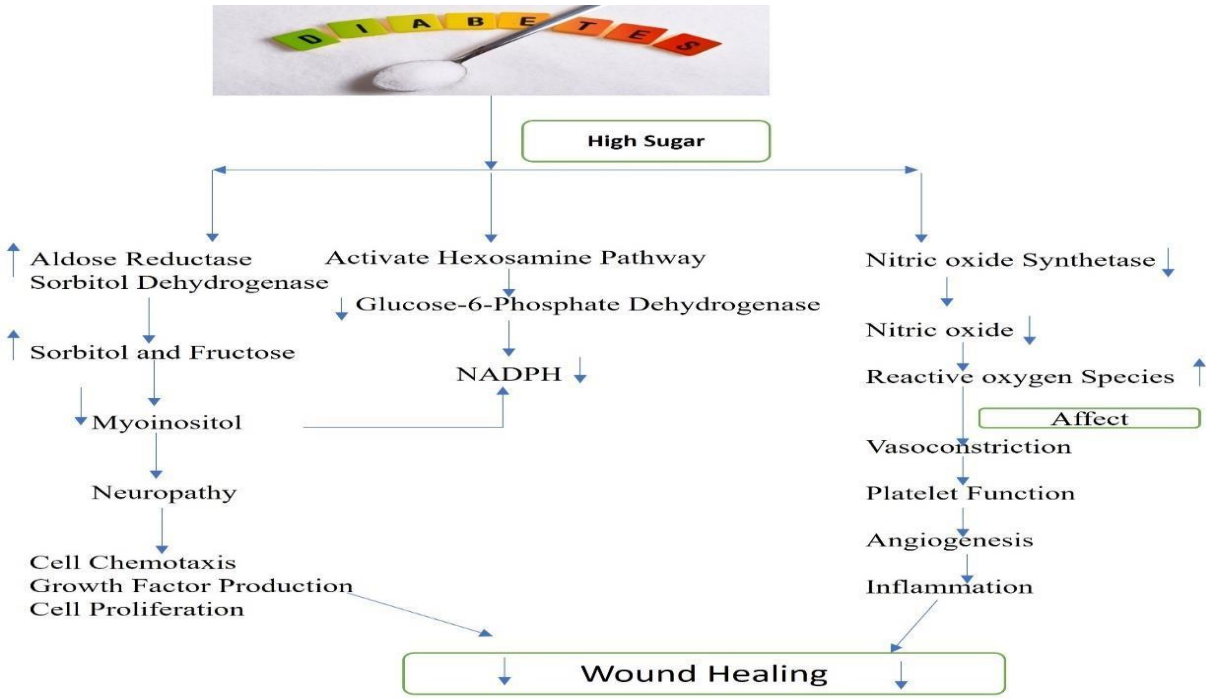 DIABETES
High Sugar
Aldose Reductase
Sorbitol Dehydrogenase
Sorbitol and Fructose
Myoinositol
Neuropathy
Cell Chemotaxis
Growth Factor Production
Cell Proliferation
Activate Hexosamine Pathway
Glucose-6-Phosphate Dehydrogenase
NADPH
Nitric oxide Synthetase
Nitric oxide
Reactive oxygen Species
Affect
Vasoconstriction
Platelet Function
Angiogenesis
Inflammation
Wound Healing